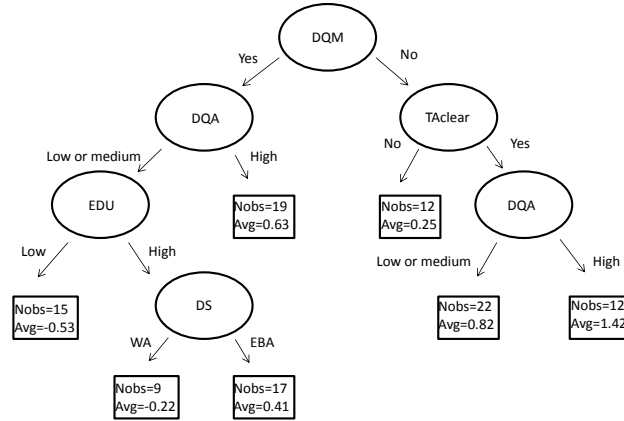 DQM
Yes
No
DQA
TAclear
Low or medium
High
No
Yes
EDU
Nobs=19
Avg=0.63
Nobs=12
Avg=0.25
DQA
Low
High
Low or medium
High
Nobs=15
Avg=-0.53
DS
Nobs=22
Avg=0.82
Nobs=12
Avg=1.42
WA
EBA
Nobs=9
Avg=-0.22
Nobs=17
Avg=0.41